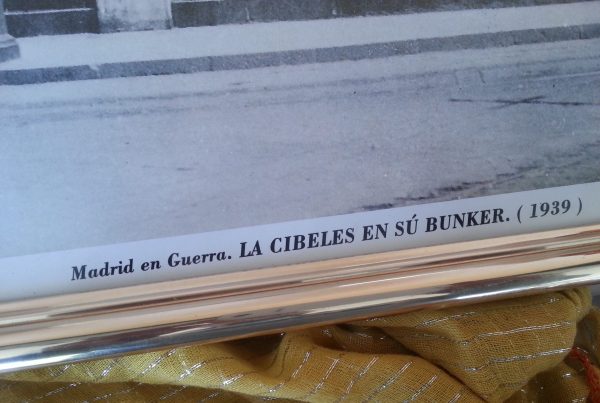 Madrid en Guerra. LA CIBELES EN SÚ BUNKER. ( 1939 )